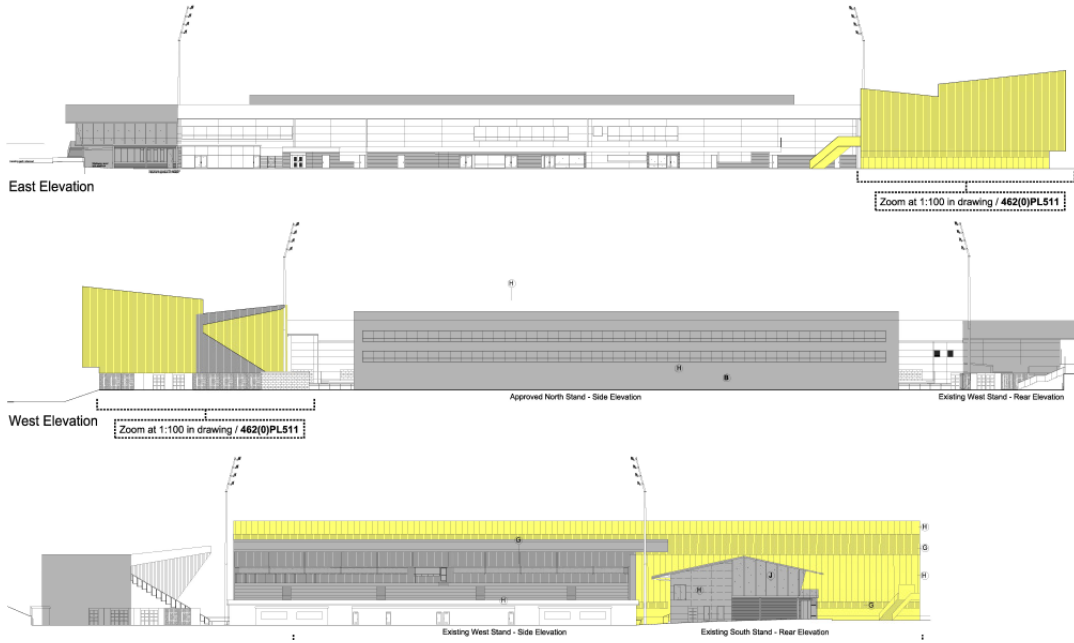 East Elevation
Zoom at 1:100 in drawing / 462(0)PL511
H
H
Approved North Stand - Side Elevation
Existing West Stand - Rear Elevation
West Elevation
Zoom at 1:100 in drawing / 462(0)PL511
H
G
G
J
H
H
H
G
Existing West Stand - Side Elevation
Existing South Stand - Rear Elevation